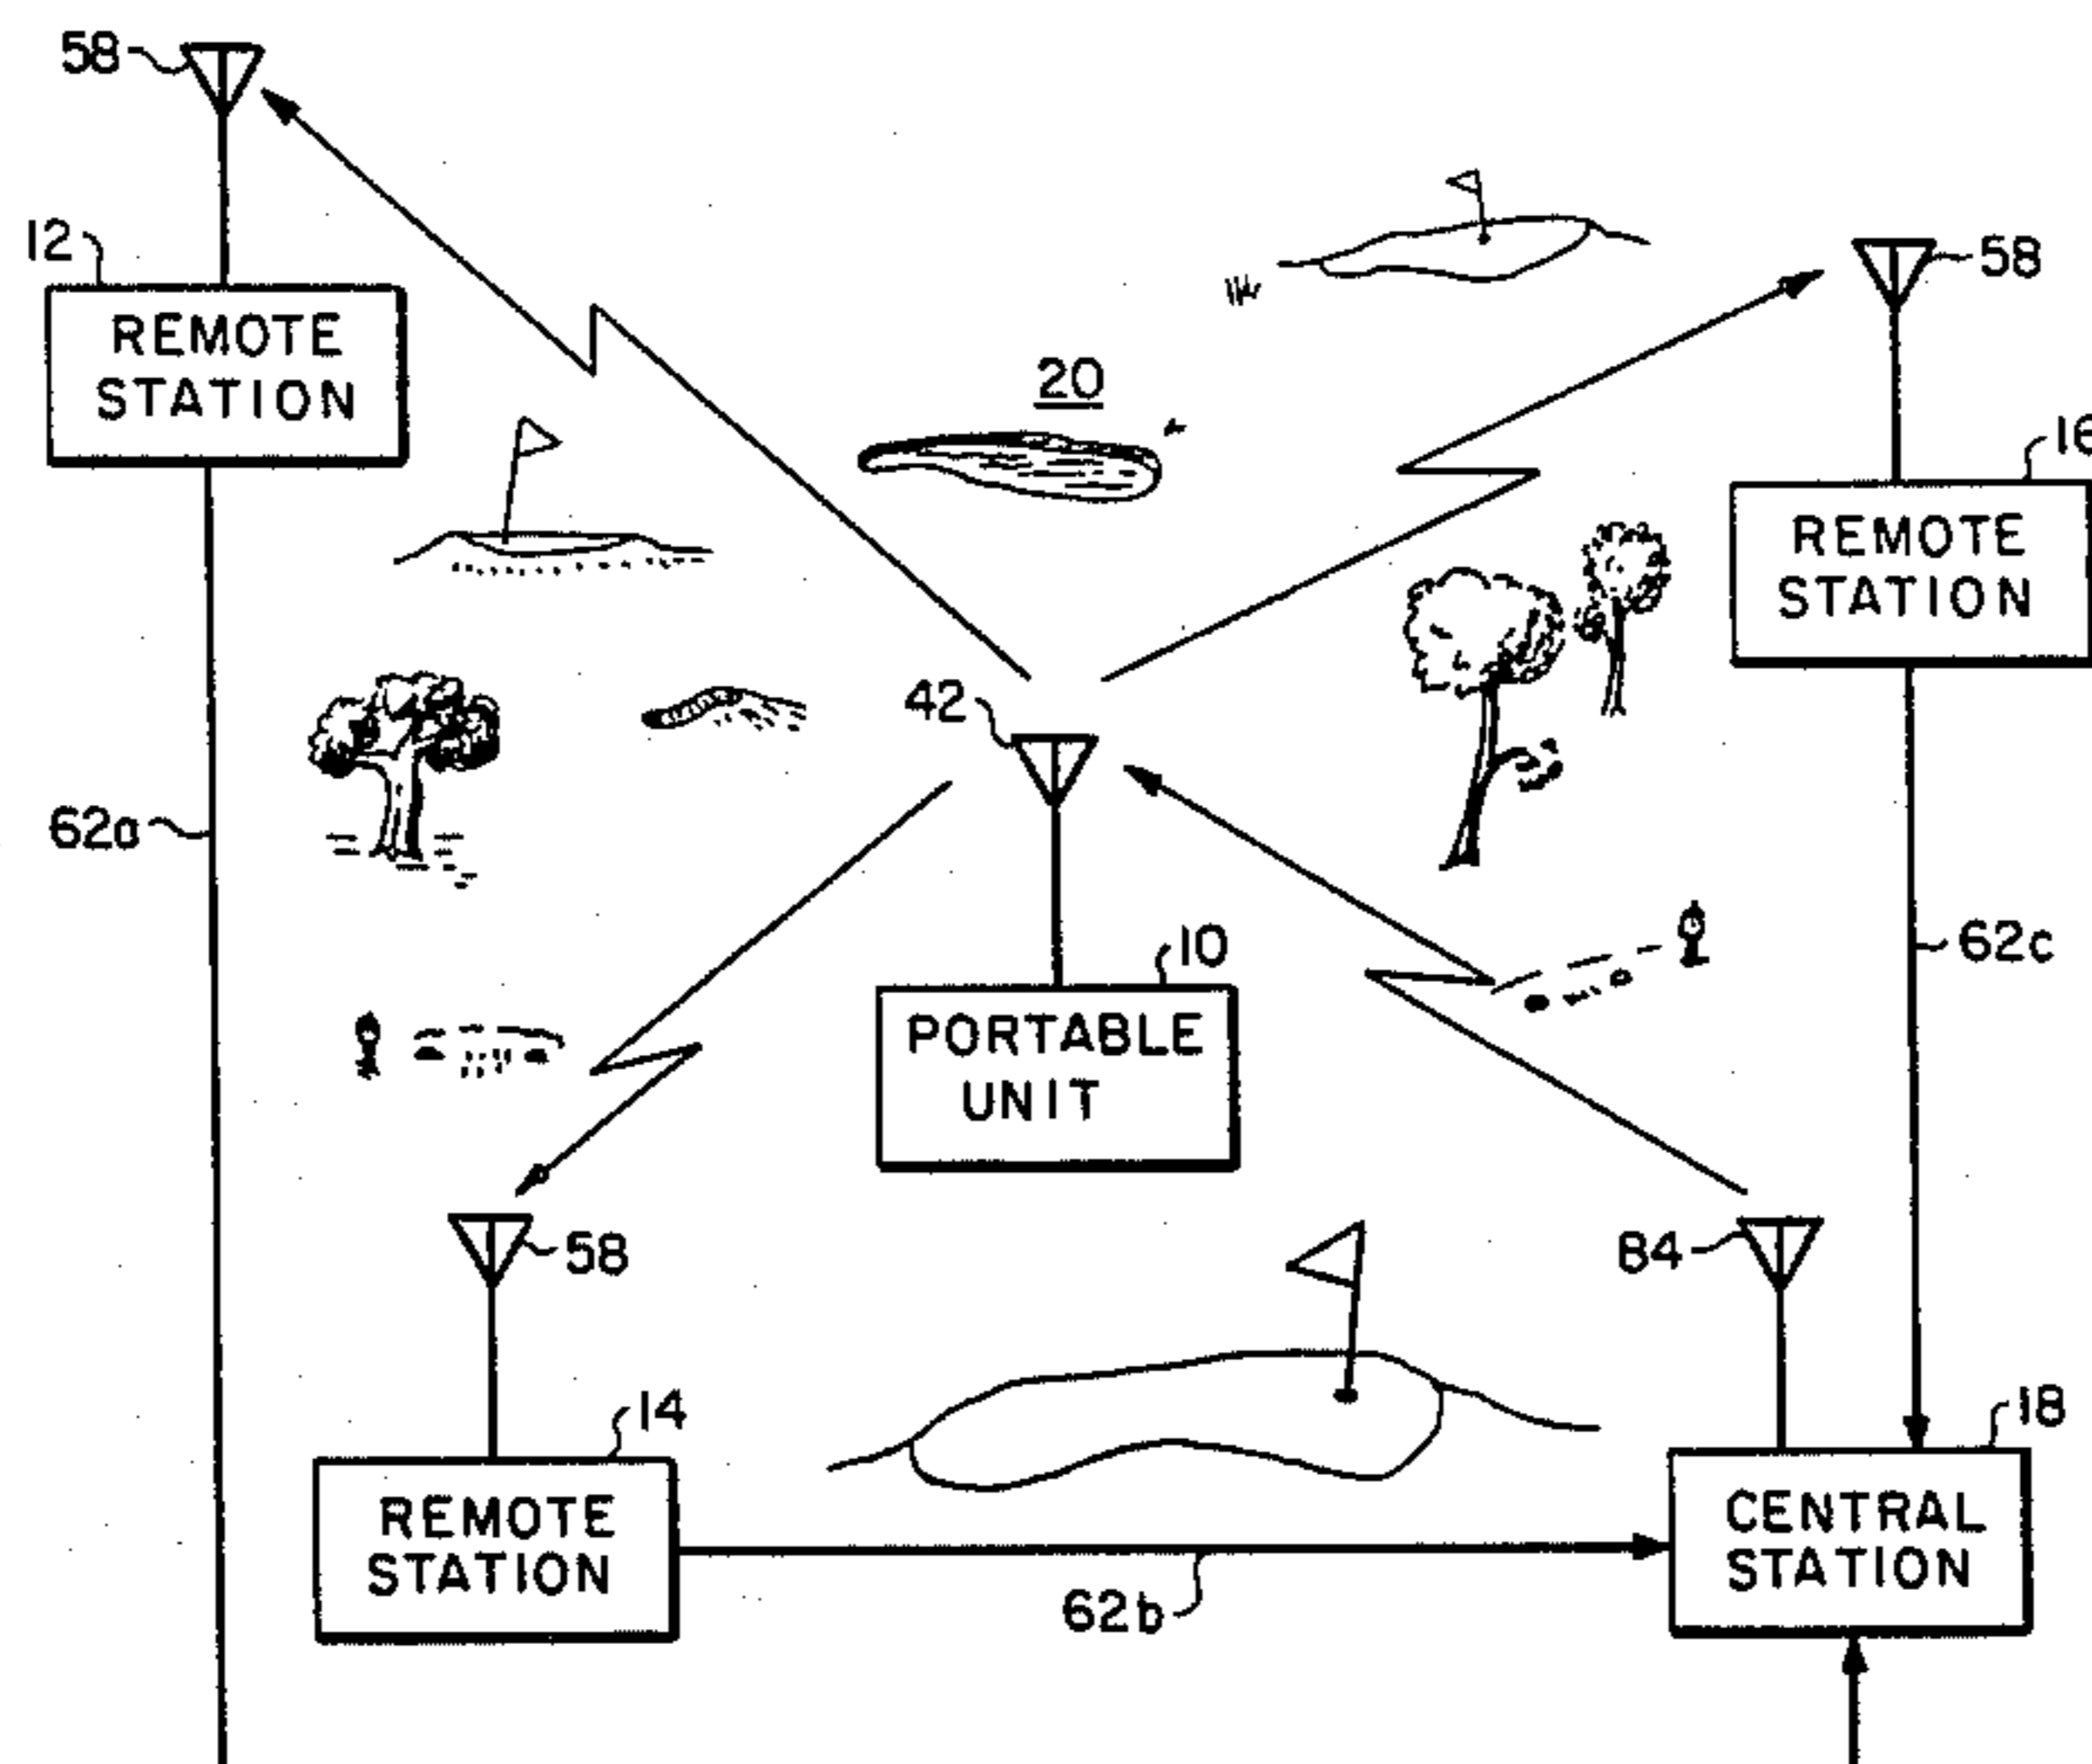 58
12
REMOTE
STATION
58
20
16
REMOTE
STATION
42
62a
10
62c
PORTABLE
UNIT
58
84
14
18
REMOTE
STATION
CENTRAL
STATION
62b